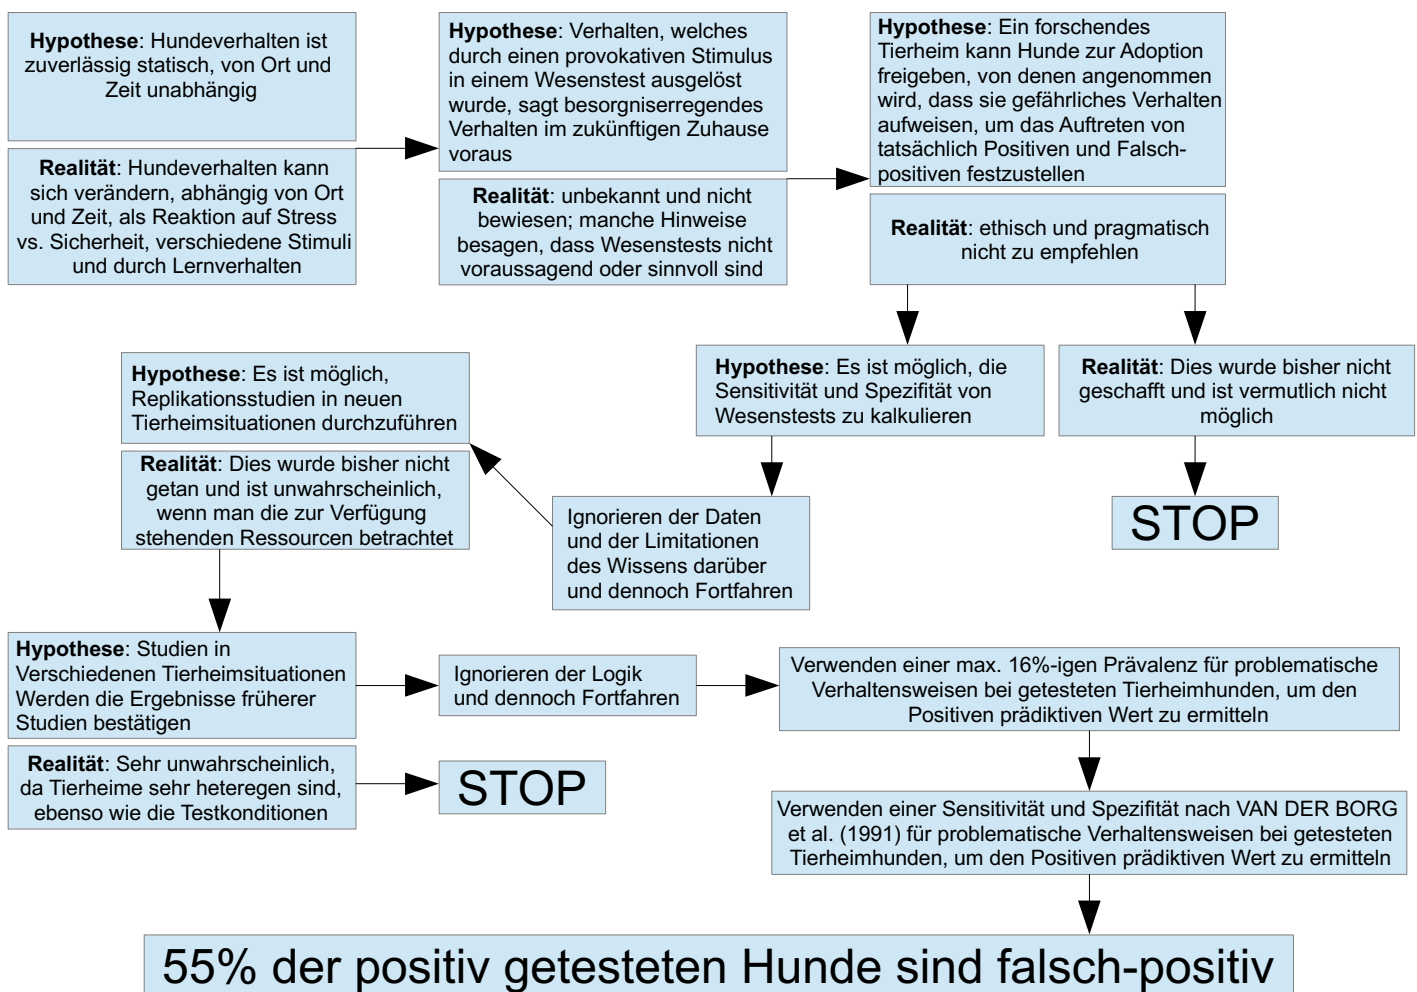 Hypothese: Hundeverhalten ist
zuverlässig statisch, von Ort und
Zeit unabhängig
Realität: Hundeverhalten kann
sich verändern, abhängig von Ort
und Zeit, als Reaktion auf Stress
vs. Sicherheit, verschiedene Stimuli
und durch Lernverhalten
Hypothese: Verhalten, welches
durch einen provokativen Stimulus
in einem Wesenstest ausgelöst
wurde, sagt besorgniserregendes
Verhalten im zukünftigen Zuhause
voraus
Realität: unbekannt und nicht
bewiesen; manche Hinweise
besagen, dass Wesenstests nicht
voraussagend oder sinnvoll sind
Hypothese: Ein forschendes
Tierheim kann Hunde zur Adoption
freigeben, von denen angenommen
wird, dass sie gefährliches Verhalten
aufweisen, um das Auftreten von
tatsächlich Positiven und Falsch-
positiven festzustellen
Realität: ethisch und pragmatisch
nicht zu empfehlen
Hypothese: Es ist möglich, die
Sensitivität und Spezifität von
Wesenstests zu kalkulieren
Realität: Dies wurde bisher nicht
geschafft und ist vermutlich nicht
möglich
STOP
Ignorieren der Daten
und der Limitationen
des Wissens darüber
und dennoch Fortfahren
Hypothese: Es ist möglich,
Replikationsstudien in neuen
Tierheimsituationen durchzuführen
Realität: Dies wurde bisher nicht
getan und ist unwahrscheinlich,
wenn man die zur Verfügung
stehenden Ressourcen betrachtet
Hypothese: Studien in
Verschiedenen Tierheimsituationen
Werden die Ergebnisse früherer
Studien bestätigen
Realität: Sehr unwahrscheinlich,
da Tierheime sehr heteregen sind,
ebenso wie die Testkonditionen
STOP
Ignorieren der Logik
und dennoch Fortfahren
Verwenden einer max. 16%-igen Prävalenz für problematische
Verhaltensweisen bei getesteten Tierheimhunden, um den
Positiven prädiktiven Wert zu ermitteln
Verwenden einer Sensitivität und Spezifität nach VAN DER BORG
et al. (1991) für problematische Verhaltensweisen bei getesteten
Tierheimhunden, um den Positiven prädiktiven Wert zu ermitteln
55% der positiv getesteten Hunde sind falsch-positiv